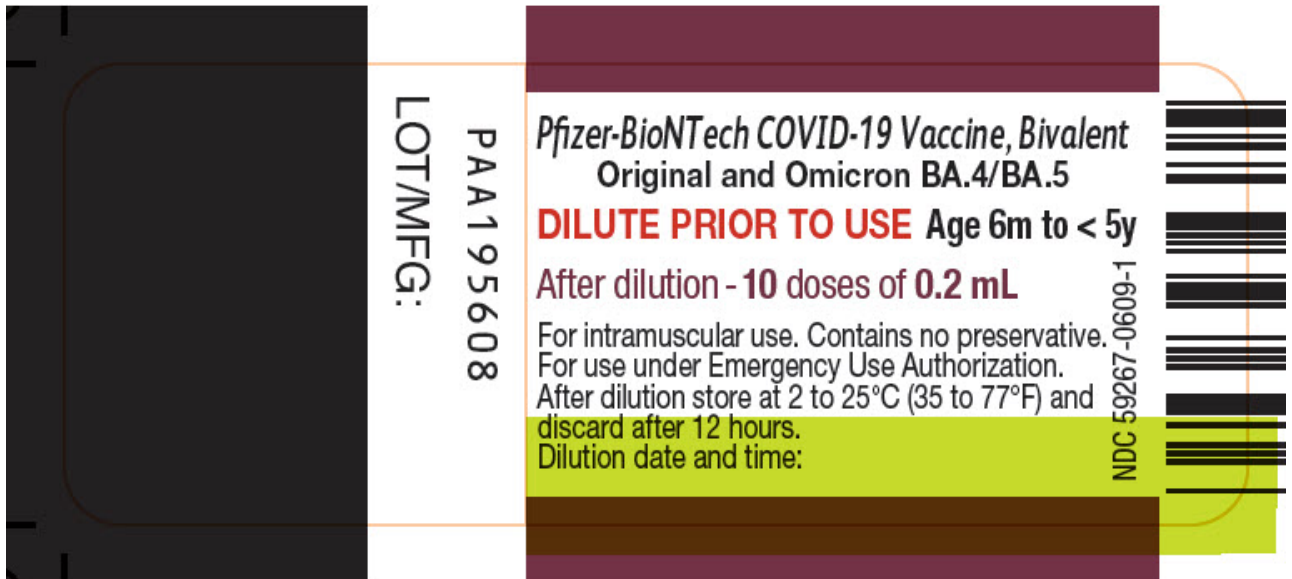 LOT/MFG:
PAA195608
Pfizer-BioNTech COVID-19 Vaccine, Bivalent
Original and Omicron BA.4/BA.5
DILUTE PRIOR TO USE Age 6m to < 5y
After dilution - 10 doses of 0.2 mL
For intramuscular use. Contains no preservative.
For use under Emergency Use Authorization.
After dilution store at 2 to 25°C (35 to 77°F) and
discard after 12 hours.
Dilution date and time:
NDC 59267-0609-1